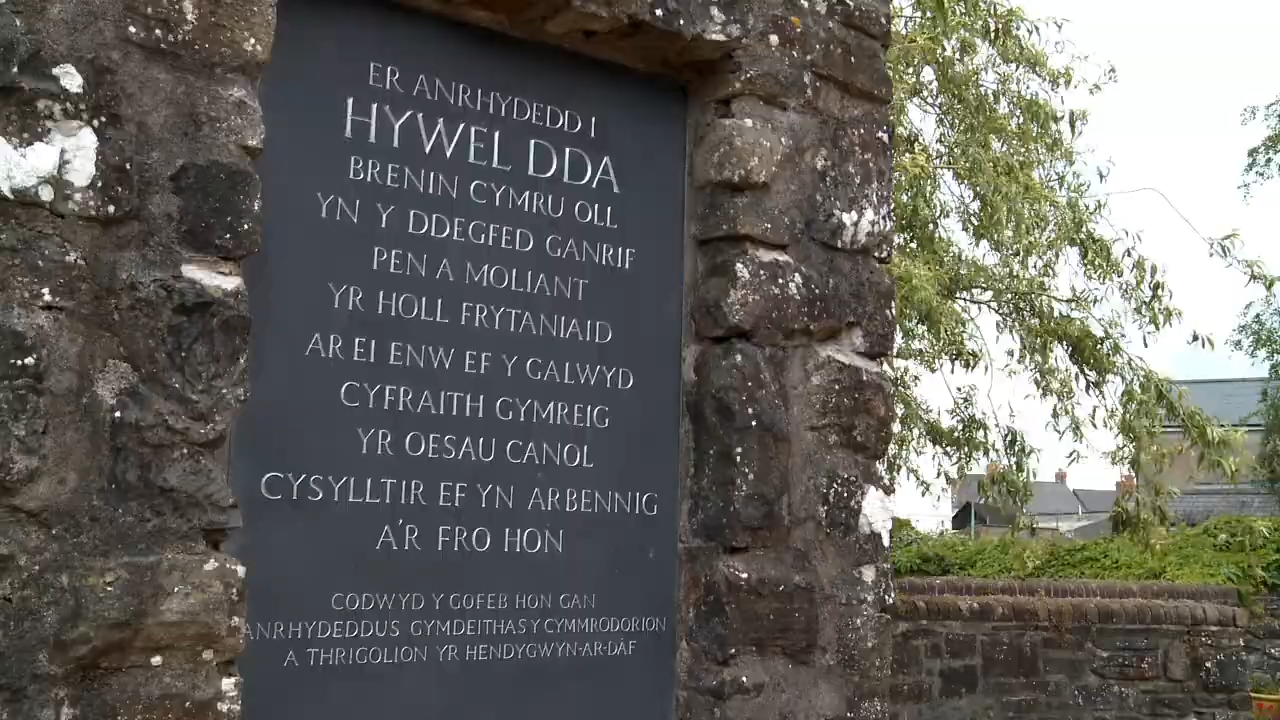 ER ANRHYDEDD I
HYWEL DDA
BRENIN CYMRU OLL
YN Y DDEGFED GANRIF
PEN A MOLIANT
YR HOLL FRYTANIAID
AR EI ENW EF Y GALWYD
CYFRAITH GYMREIG
YR OESAU CANOL
CYSYLLTIR EF YN ARBENNIG
A'R FRO HON
CODWYD Y GOFEB HON GAN
ANRHYDEDDUS GYMDEITHAS Y CYMMRODORION
A THRIGOLION YR HENDYGWYN-AR-DÂF